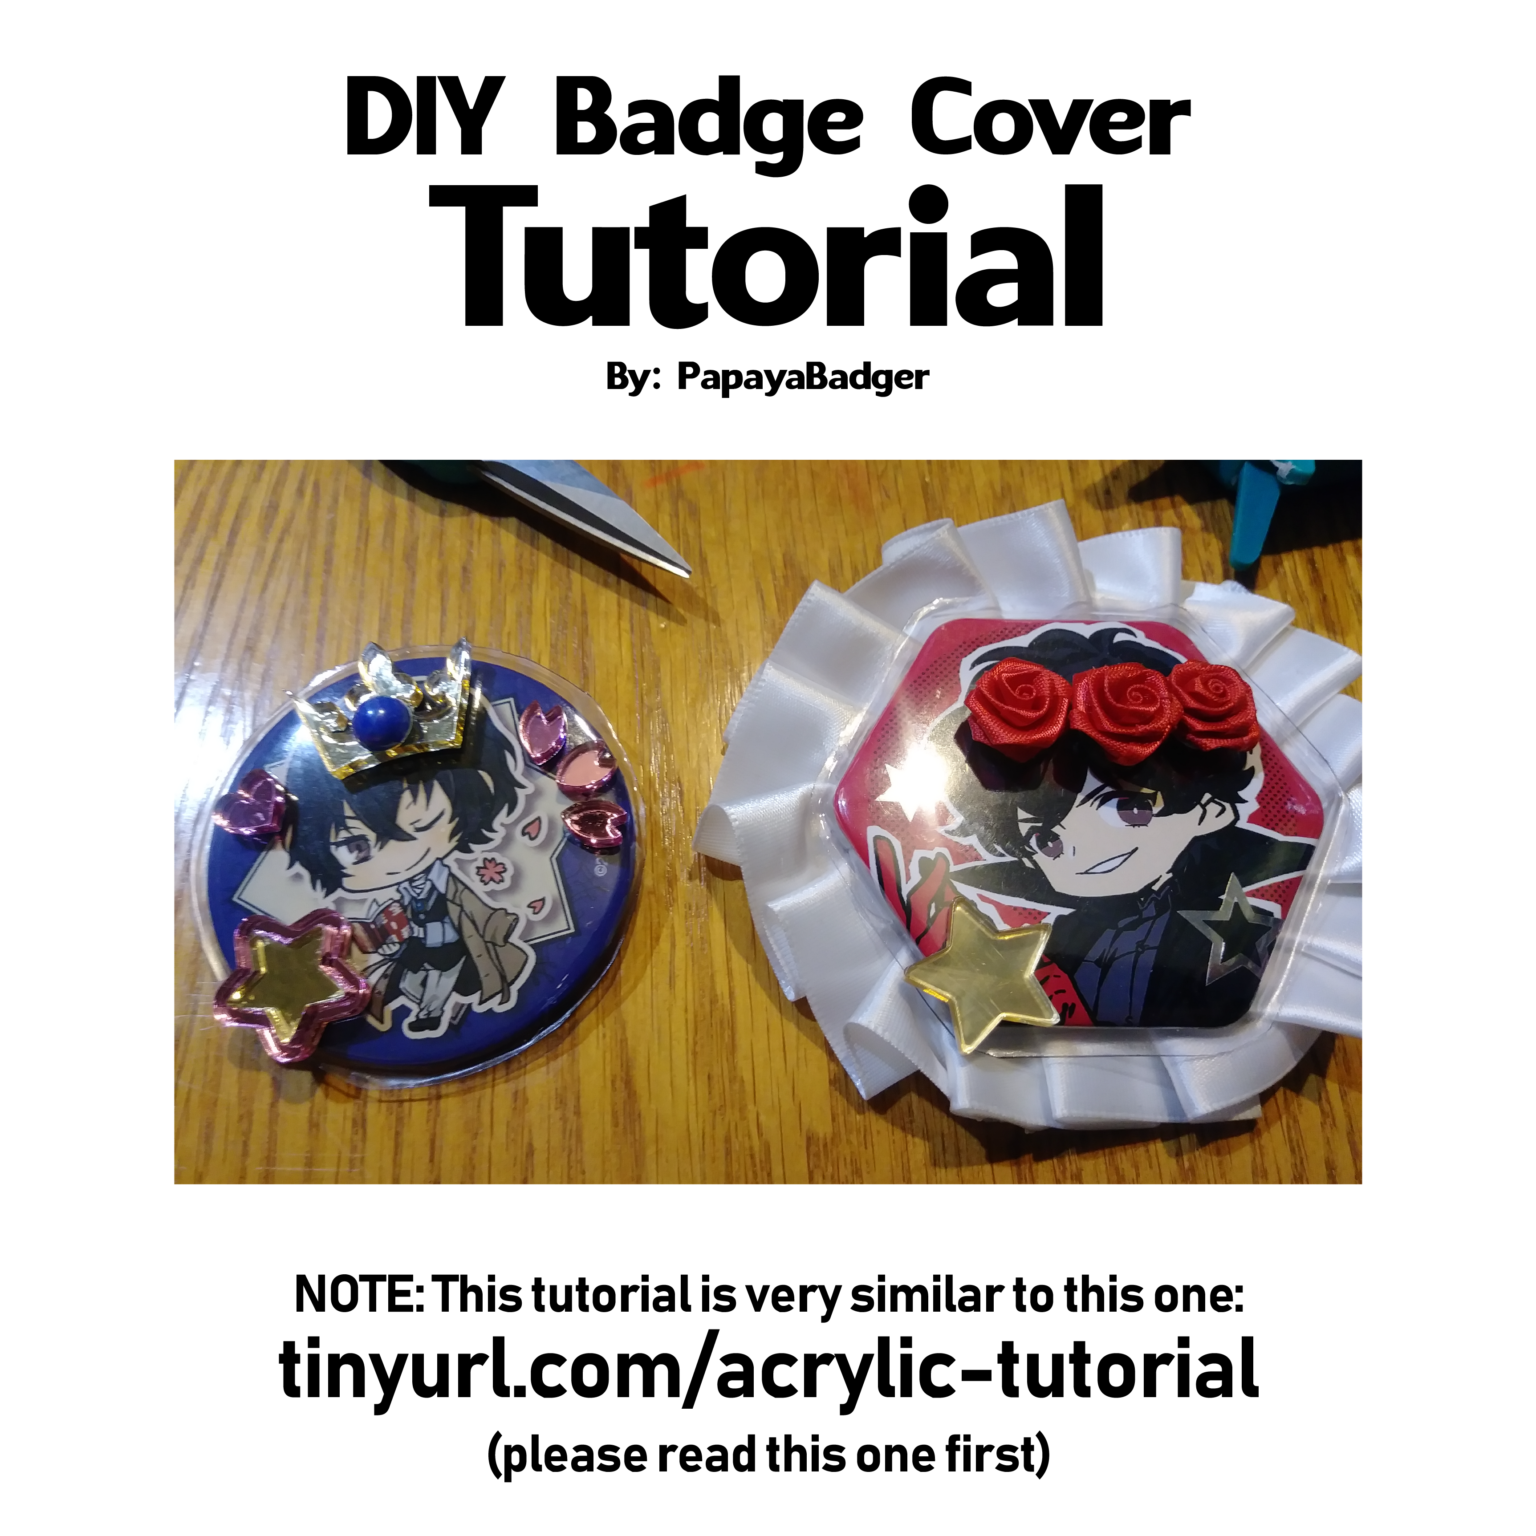 DIY Badge Cover
Tutorial
By: PapayaBadger
NOTE: This tutorial is very similar to this one:
tinyurl.com/acrylic-tutorial
(please read this one first)